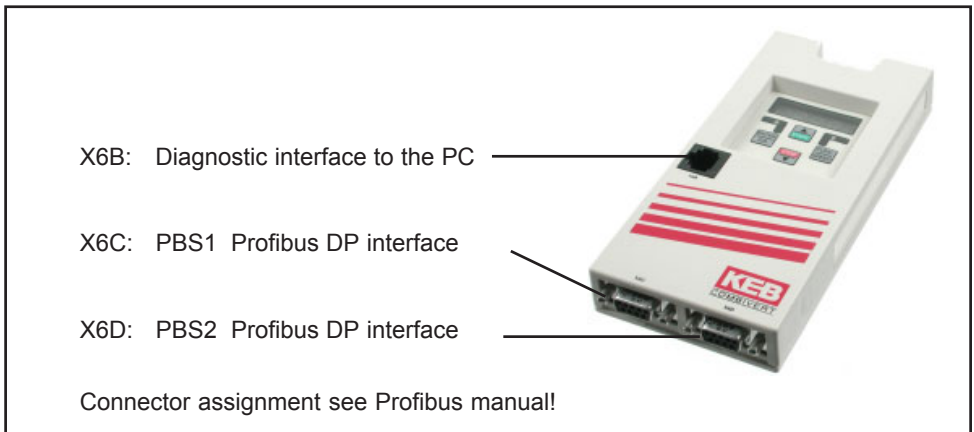 X6B: Diagnostic interface to the PC
X6C: PBS1 Profibus DP interface
X6D: PBS2 Profibus DP interface
Connector assignment see Profibus manual!
KEB
COMBIVERT